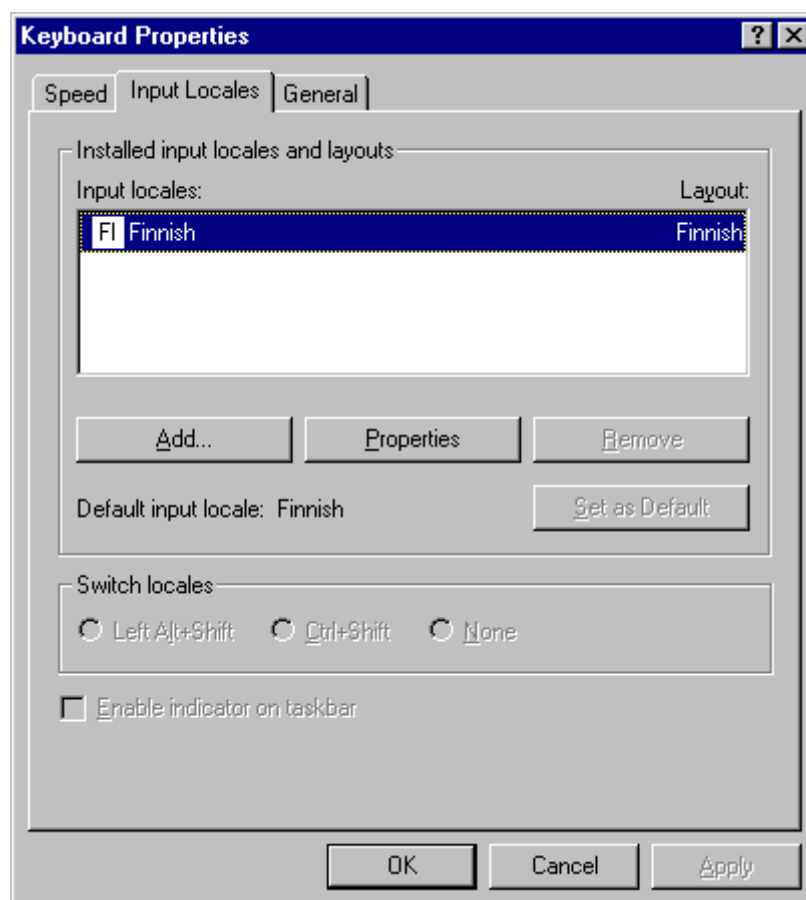 Keyboard Properties
Speed Input Locales General
Installed input locales and layouts
Input locales: Layout:
FI Finnish Finnish
Add... Properties Remove
Default input locale: Finnish Set as Default
Switch locales
Left Alt+Shift Ctrl+Shift None
Enable indicator on taskbar
OK Cancel Apply